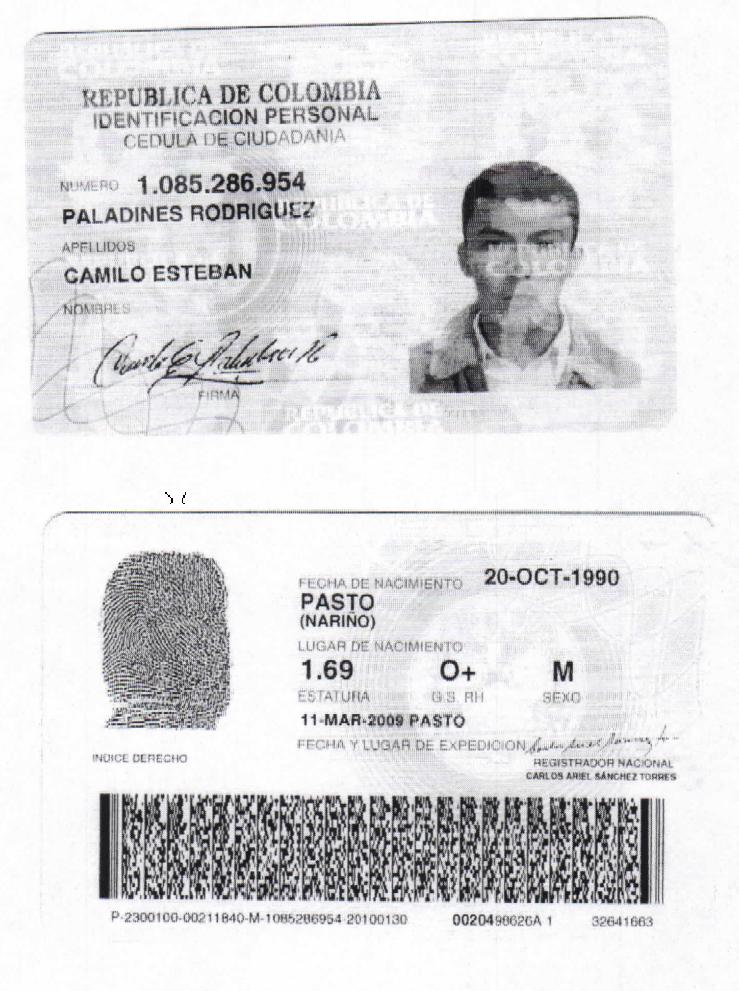 REPUBLICA DE COLOMBIA
IDENTIFICACION PERSONAL
CEDULA DE CIUDADANIA
NUMERO 1.085.286.954
PALADINES RODRIGUEZ
APELLIDOS
CAMILO ESTEBAN
NOMBRES
FIRMA
REPUBLICA DE
COLOMBIA
FECHA DE NACIMIENTO 20-OCT-1990
PASTO
(NARIÑO)
LUGAR DE NACIMIENTO
1.69 O+ M
ESTATURA G.S. RH SEXO
11-MAR-2009 PASTO
FECHA Y LUGAR DE EXPEDICION
INDICE DERECHO
REGISTRADOR NACIONAL
CARLOS ARIEL SÁNCHEZ TORRES
P-2300100-00211840-M-1085286954-20100130 0020498626A 1 32641663